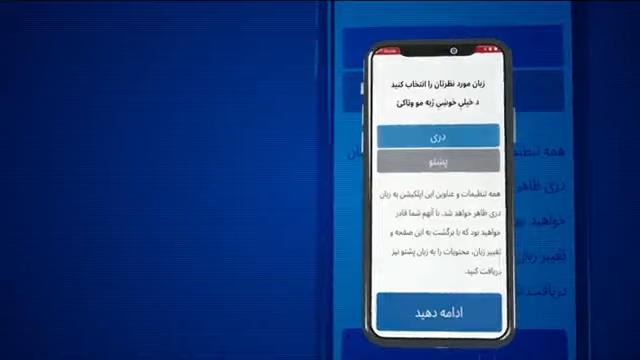 زبان مورد نظرتان را انتخاب کنید
د خپلې خوښې ژبه مو وټاکئ
دری
پښتو
همه تنظیمات و عناوین این اپلکیشن به زبان
دری ظاهر خواهد شد. با آنهم شما قادر
خواهید بود که با برگشت به این صفحه و
تغییر زبان، محتویات را به زبان پشتو نیز
دریافت کنید.
ادامه دهید